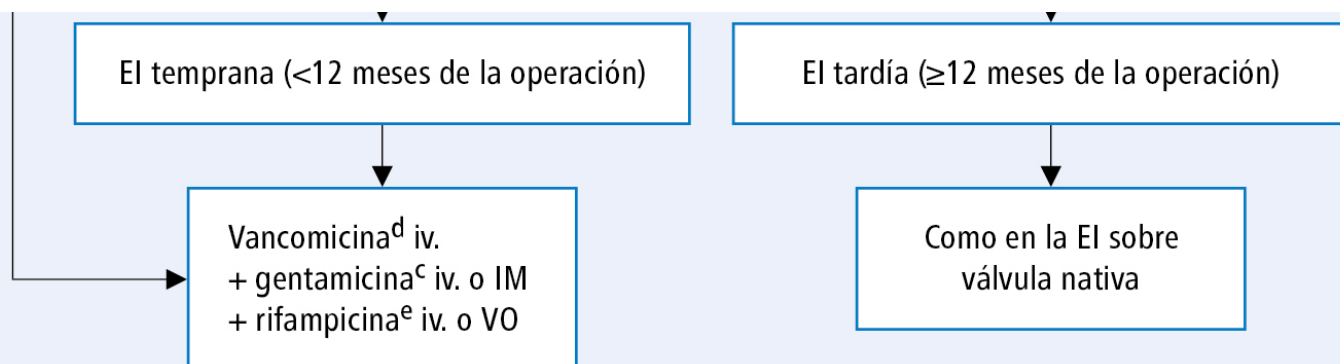 EI temprana (<12 meses de la operación)
EI tardía (≥12 meses de la operación)
Vancomicinaᵈ iv.
+ gentamicinaᶜ iv. o IM
+ rifampicinaᵉ iv. o VO
Como en la EI sobre
válvula nativa